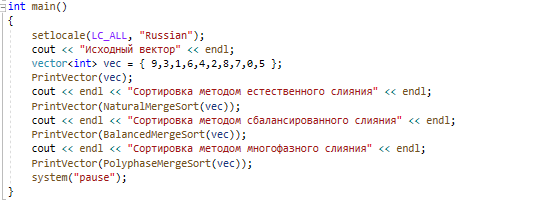 int main()
{
setlocale(LC_ALL, "Russian");
cout << "Исходный вектор" << endl;
vector<int> vec = { 9,3,1,6,4,2,8,7,0,5 };
PrintVector(vec);
cout << endl << "Сортировка методом естественного слияния" << endl;
PrintVector(NaturalMergeSort(vec));
cout << endl << "Сортировка методом сбалансированного слияния" << endl;
PrintVector(BalancedMergeSort(vec));
cout << endl << "Сортировка методом многофазного слияния" << endl;
PrintVector(PolyphaseMergeSort(vec));
system("pause");
}